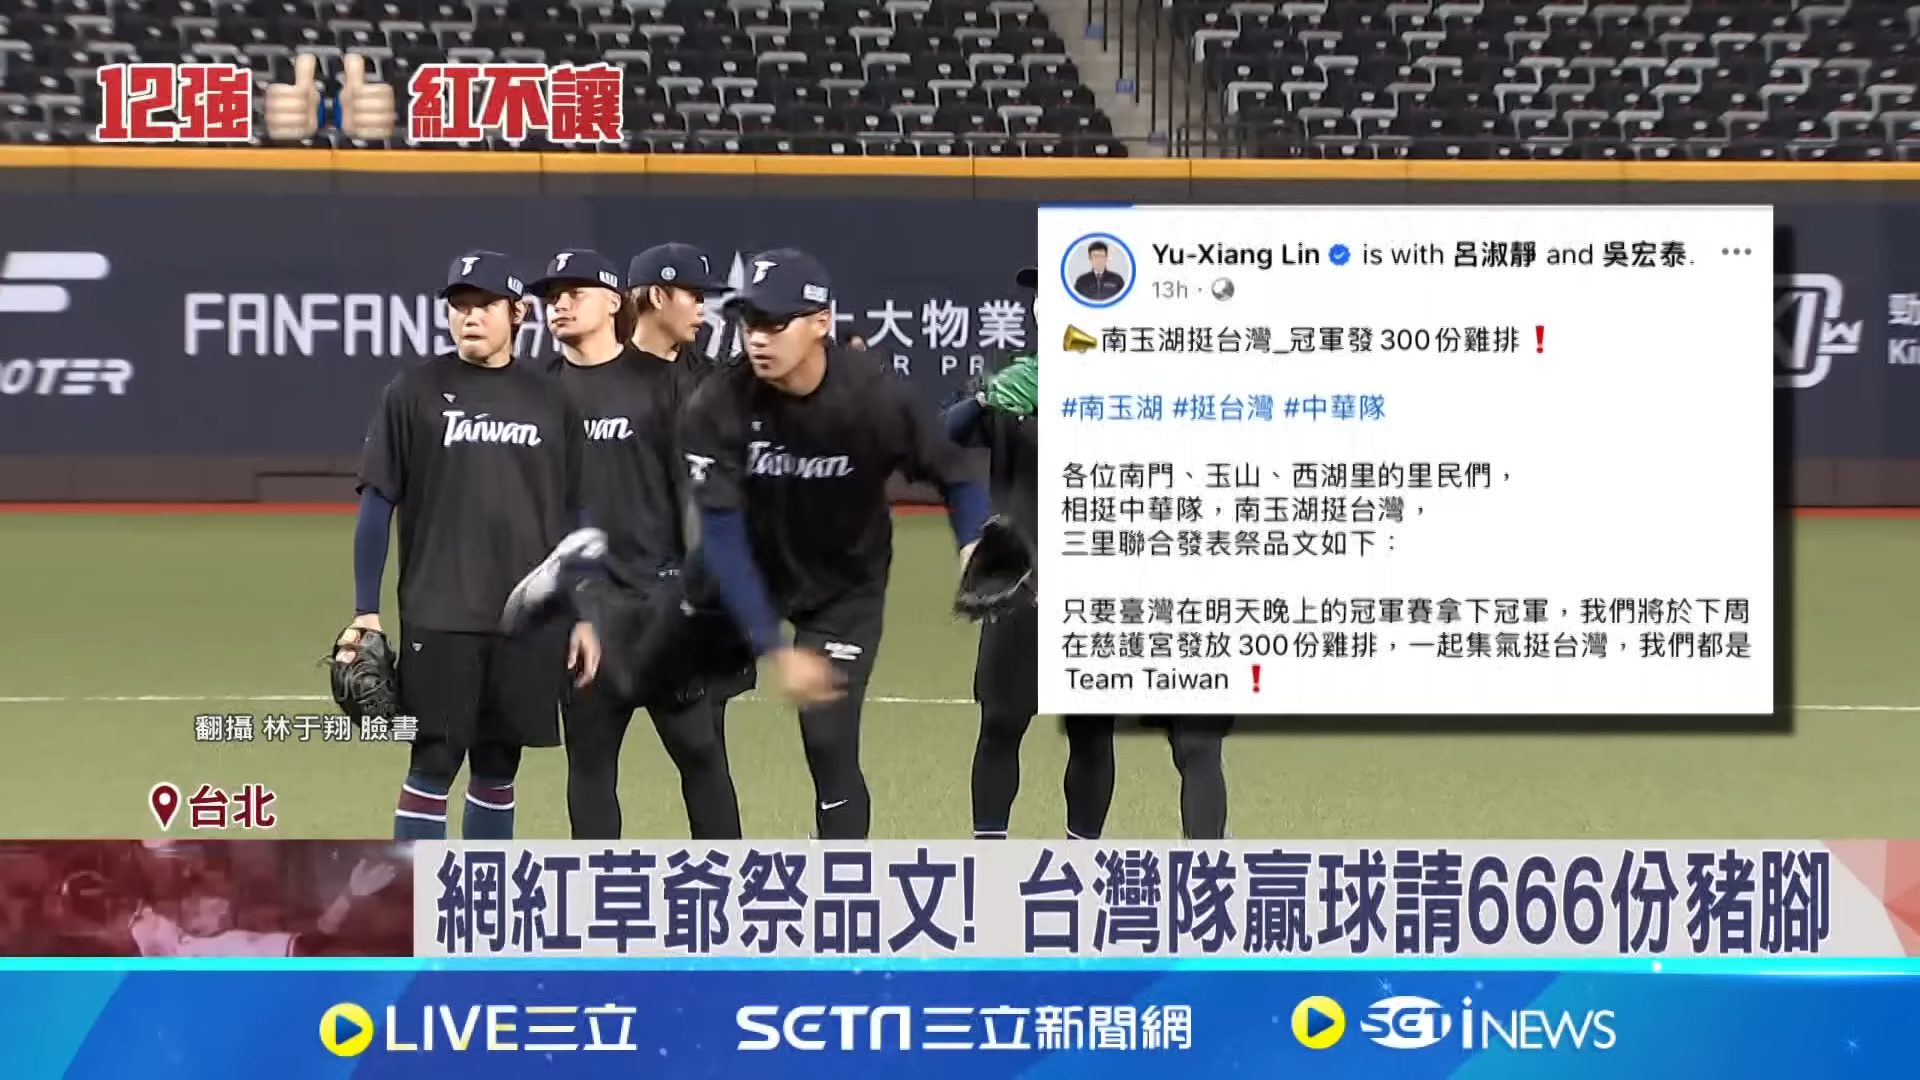 12強 紅不讓
FANFANS
十大物業
R PR
OOTER
Taiwan
wan
Taiwan
Yu-Xiang Lin is with 呂淑靜 and 吳宏泰.
13h
南玉湖挺台灣_冠軍發300份雞排❗
#南玉湖 #挺台灣 #中華隊
各位南門、玉山、西湖里的里民們，
相挺中華隊，南玉湖挺台灣，
三里聯合發表祭品文如下：
只要臺灣在明天晚上的冠軍賽拿下冠軍，我們將於下周
在慈護宮發放300份雞排，一起集氣挺台灣，我們都是
Team Taiwan ❗
翻攝 林于翔 臉書
台北
網紅草爺祭品文! 台灣隊贏球請666份豬腳
LIVE三立
SETN三立新聞網
SETiNEWS